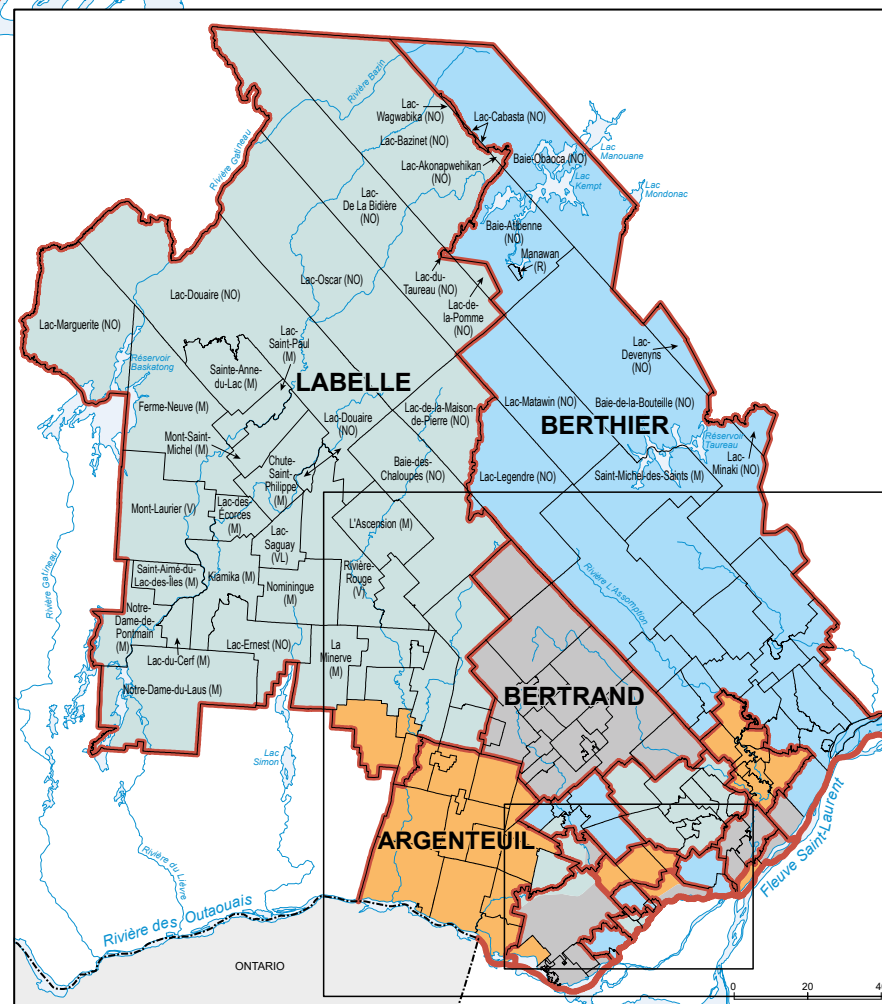 Rivière Bazin
Lac-
Wagwabika (NO)
Lac-Cabasta (NO)
Lac-Bazinet (NO)
Lac-Akonapwehikan
(NO)
Baie-Obaoca (NO)
Lac
Manouane
Lac
Kempt
Lac
Mondonac
Rivière Gatineau
Lac-
De La Bidière
(NO)
Baie-Atibenne
(NO)
Manawan
(R)
Lac-Oscar (NO)
Lac-du-
Taureau (NO)
Lac-de-
la-Pomme
(NO)
Lac-Douaire (NO)
Lac-Marguerite (NO)
Lac-
Saint-Paul
(M)
Lac-
Devenyns
(NO)
Réservoir
Baskatong
Sainte-Anne-
du-Lac (M)
LABELLE
Ferme-Neuve (M)
Lac-Douaire
(NO)
Lac-de-la-Maison-
de-Pierre (NO)
Lac-Matawin (NO)
Baie-de-la-Bouteille (NO)
BERTHIER
Mont-Saint-
Michel (M)
Réservoir
Taureau
Lac-
Minaki (NO)
Chute-
Saint-
Philippe
(M)
Baie-des-
Chaloupes (NO)
Lac-Legendre (NO)
Saint-Michel-des-Saints (M)
Mont-Laurier (V)
Lac-des-
Écorces
(M)
L'Ascension (M)
Lac-
Saguay
(VL)
Rivière Gatineau
Saint-Aimé-du-
Lac-des-Îles (M)
Kiamika (M)
Nominingue
(M)
Rivière-
Rouge
(V)
Rivière L'Assomption
Notre-
Dame-de-
Pontmain
(M)
Lac-Ernest (NO)
La
Minerve
(M)
Lac-du-Cerf (M)
Notre-Dame-du-Laus (M)
BERTRAND
Lac
Simon
ARGENTEUIL
Rivière du Lièvre
Fleuve Saint-Laurent
Rivière des Outaouais
ONTARIO
0 20 40